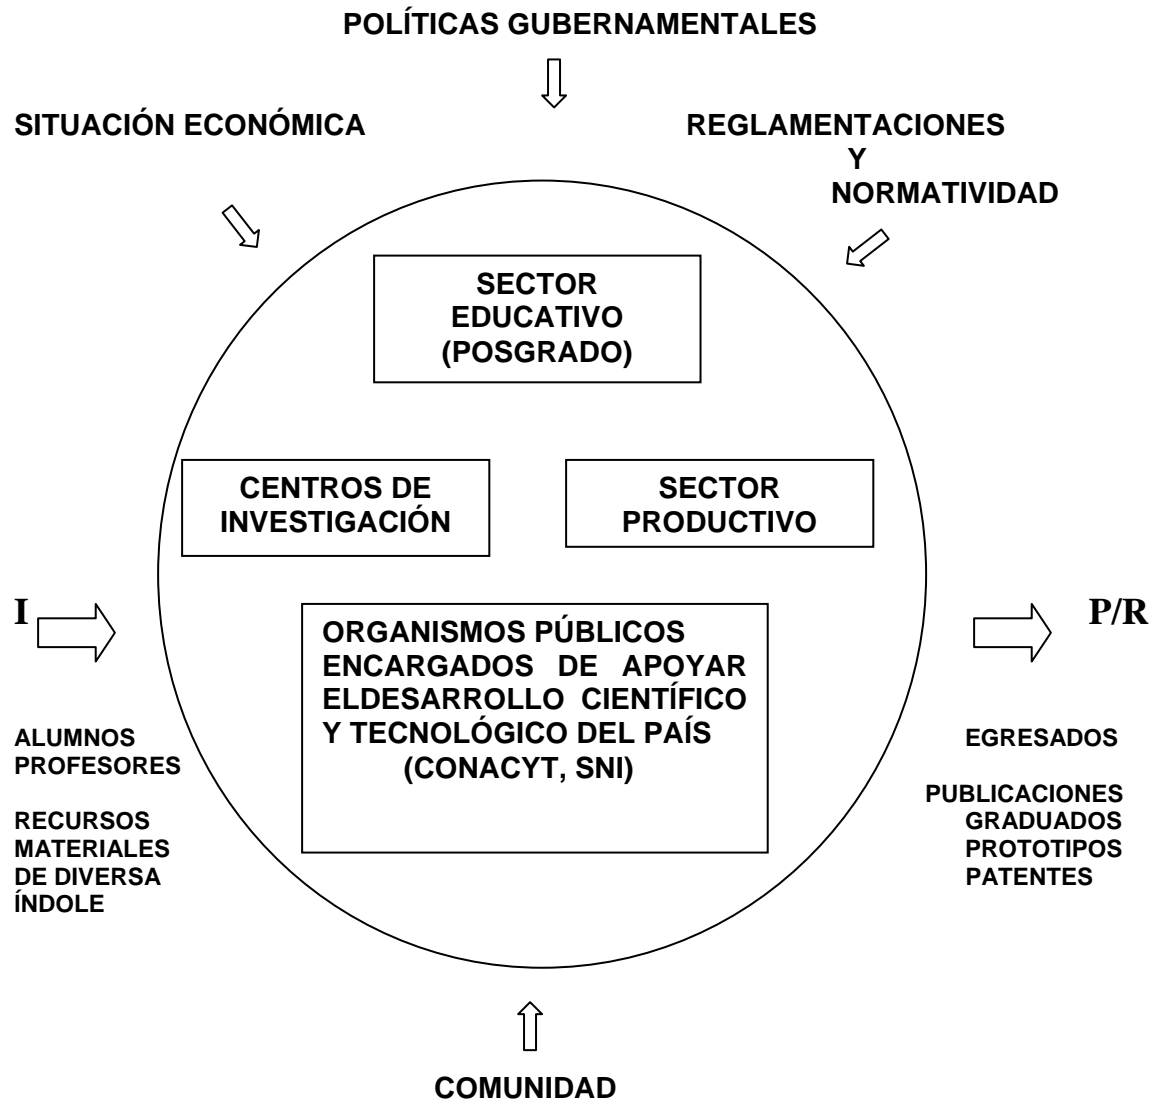 POLÍTICAS GUBERNAMENTALES
SITUACIÓN ECONÓMICA
REGLAMENTACIONES
Y
NORMATIVIDAD
SECTOR
EDUCATIVO
(POSGRADO)
CENTROS DE
INVESTIGACIÓN
SECTOR
PRODUCTIVO
I
P/R
ORGANISMOS PÚBLICOS
ENCARGADOS DE APOYAR
ELDESARROLLO CIENTÍFICO
Y TECNOLÓGICO DEL PAÍS
(CONACYT, SNI)
ALUMNOS
PROFESORES
RECURSOS
MATERIALES
DE DIVERSA
ÍNDOLE
EGRESADOS
PUBLICACIONES
GRADUADOS
PROTOTIPOS
PATENTES
COMUNIDAD